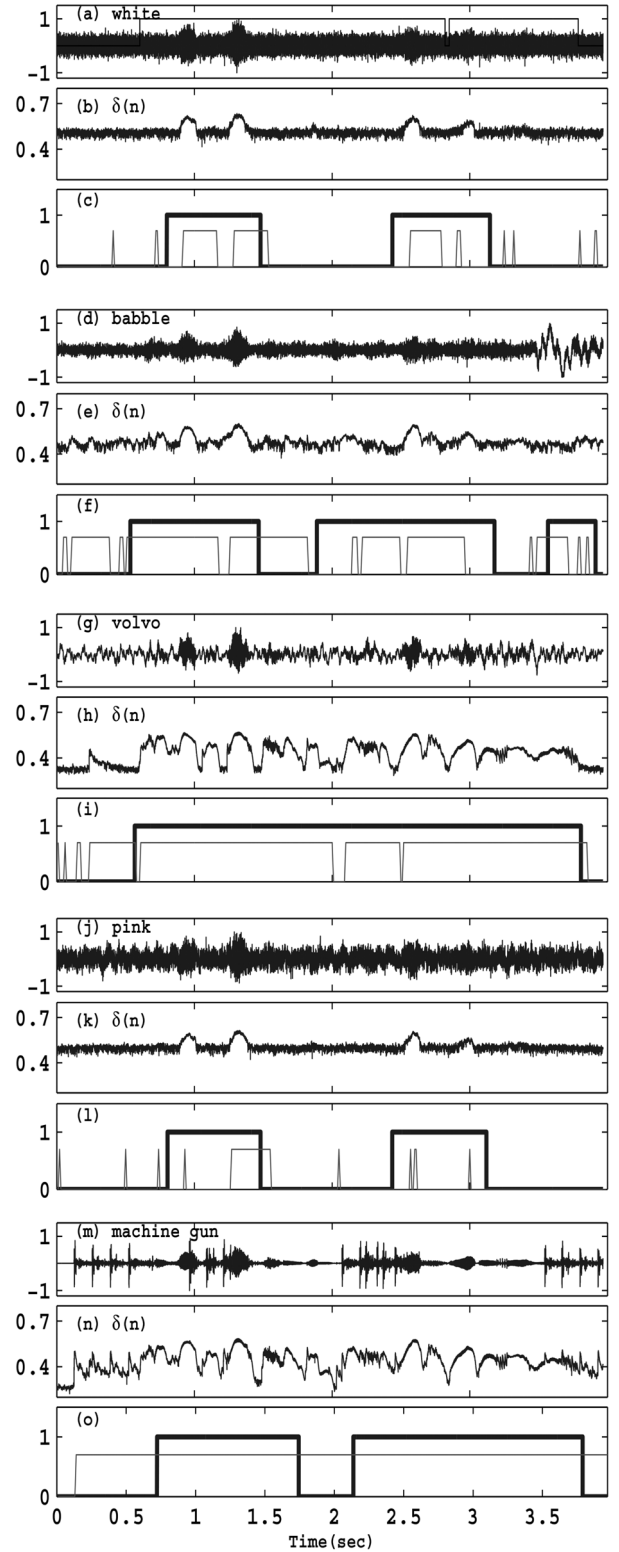 (a) white
1
-1
(b) δ(n)
0.7
0.4
(c)
1
0
(d) babble
1
-1
(e) δ(n)
0.7
0.4
(f)
1
0
(g) volvo
1
-1
(h) δ(n)
0.7
0.4
(i)
1
0
(j) pink
1
-1
(k) δ(n)
0.7
0.4
(l)
1
0
(m) machine gun
1
-1
(n) δ(n)
0.7
0.4
(o)
1
0
0 0.5 1 1.5 2 2.5 3 3.5
Time(sec)